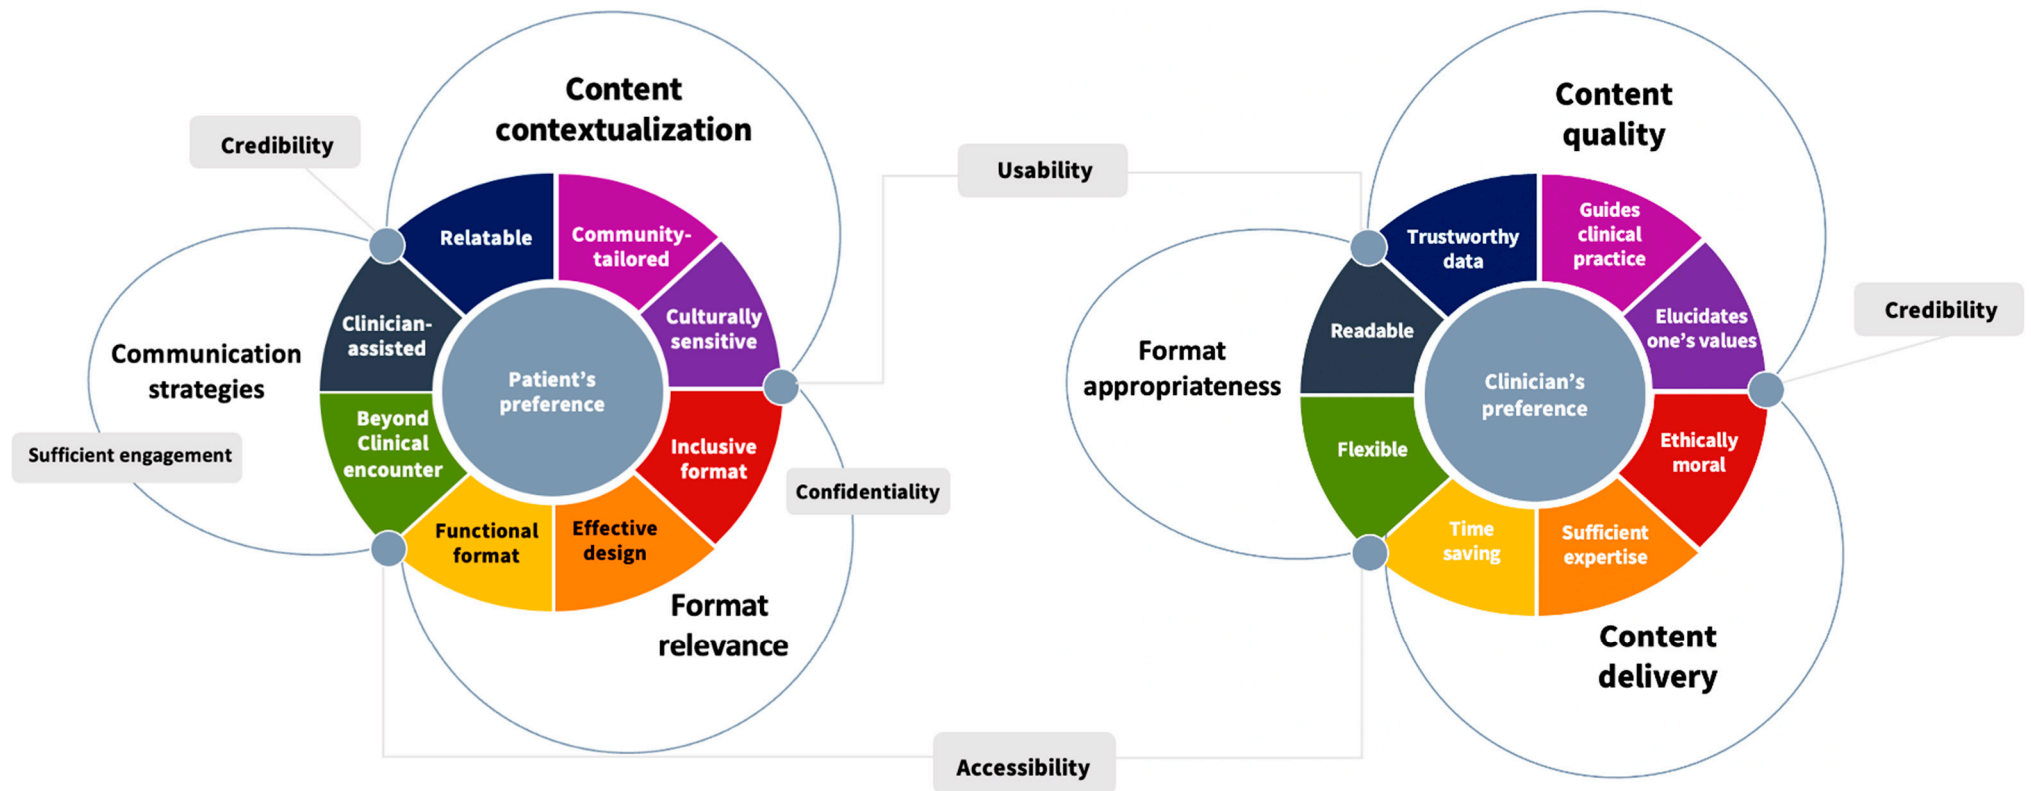 Content
contextualization
Credibility
Relatable
Community-
tailored
Culturally
sensitive
Clinician-
assisted
Communication
strategies
Patient's
preference
Beyond
Clinical
encounter
Inclusive
format
Sufficient engagement
Confidentiality
Functional
format
Effective
design
Format
relevance
Usability
Accessibility
Content
quality
Trustworthy
data
Guides
clinical
practice
Elucidates
one's values
Credibility
Readable
Format
appropriateness
Clinician's
preference
Flexible
Ethically
moral
Time
saving
Sufficient
expertise
Content
delivery